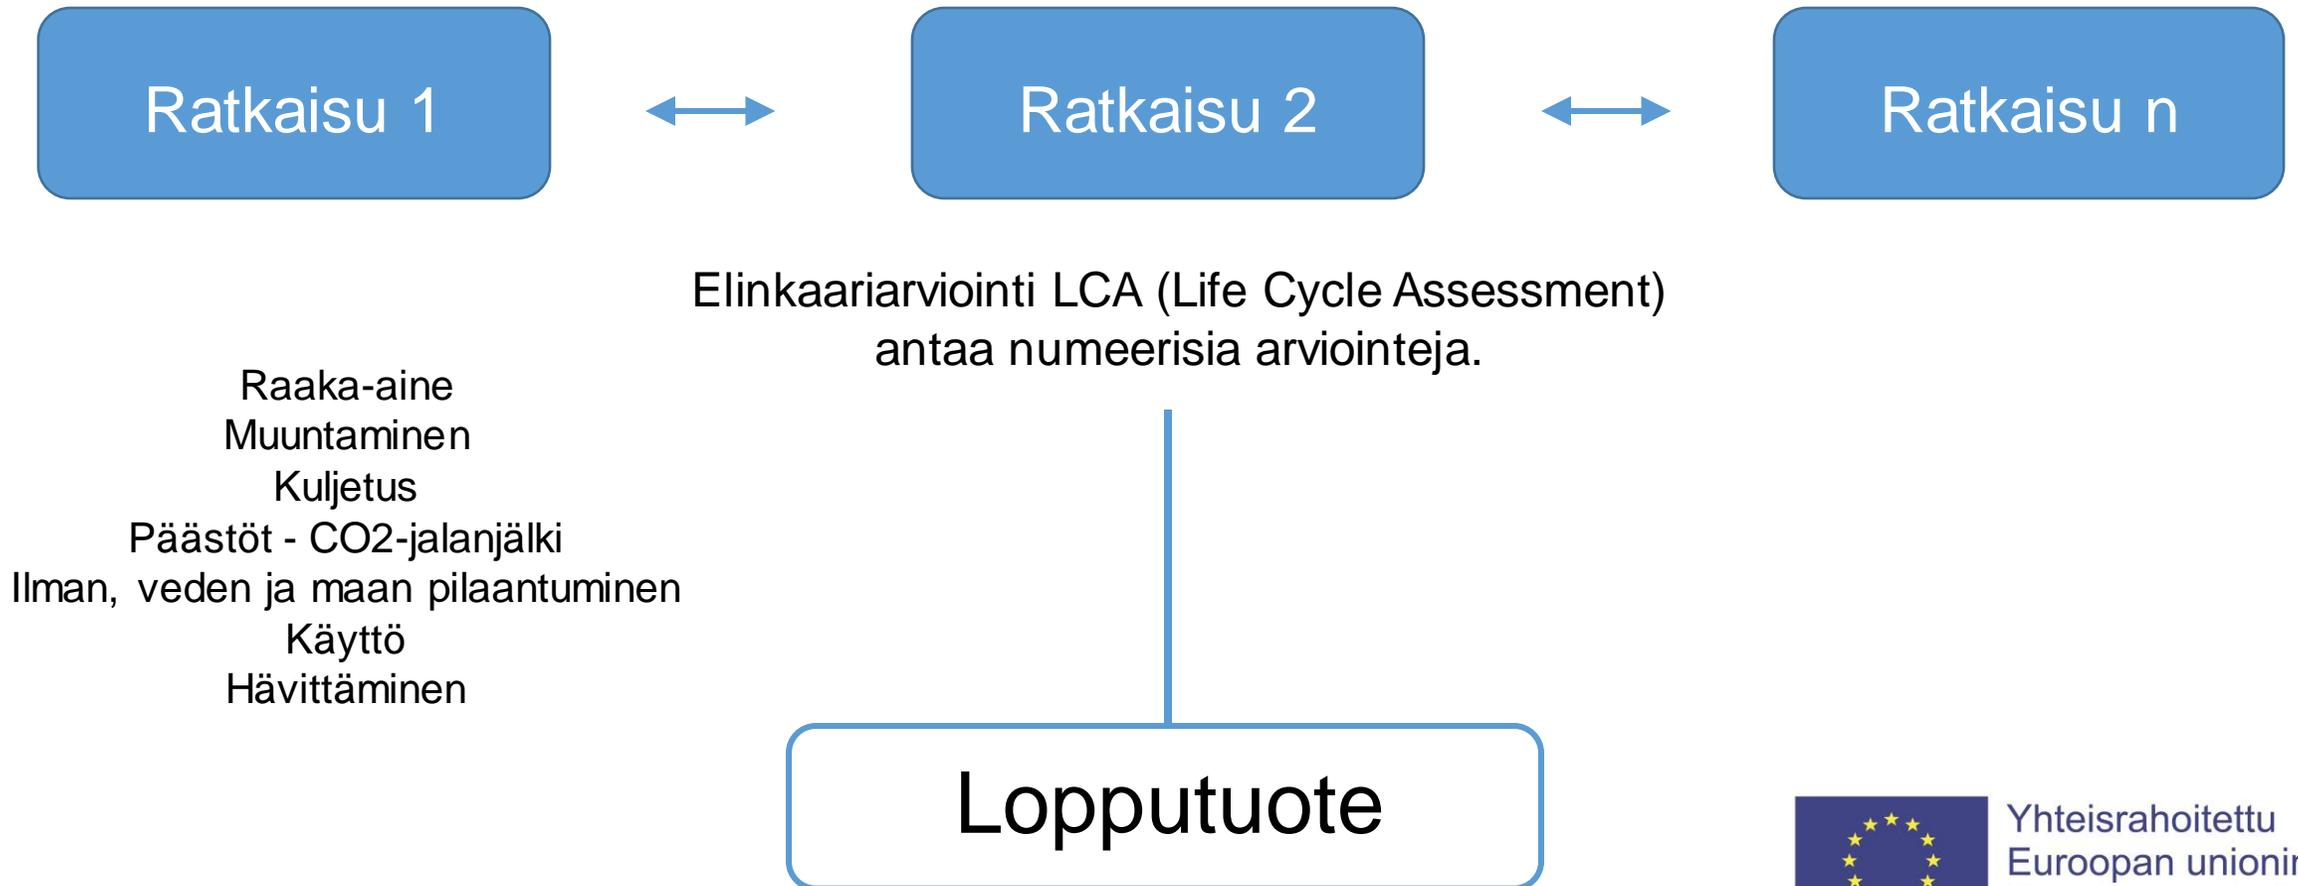 Ratkaisu 1
Ratkaisu 2
Ratkaisu n
Elinkaariarviointi LCA (Life Cycle Assessment)
antaa numeerisia arviointeja.
Raaka-aine
Muuntaminen
Kuljetus
Päästöt - CO2-jalanjälki
Ilman, veden ja maan pilaantuminen
Käyttö
Hävittäminen
Lopputuote
Yhteisrahoitettu
Euroopan